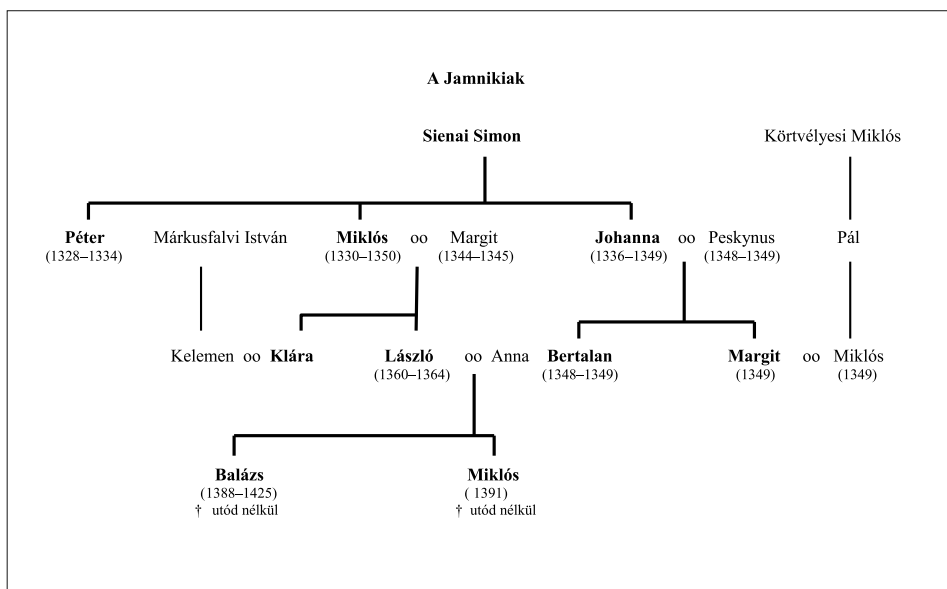 A Jamnikiak
Sienai Simon Körtvélyesi Miklós
Péter Márkusfalvi István Miklós oo Margit Johanna oo Peskynus Pál
(1328–1334) (1330–1350) (1344–1345) (1336–1349) (1348–1349)
Kelemen oo Klára László oo Anna Bertalan Margit oo Miklós
(1360–1364) (1348–1349) (1349) (1349)
Balázs Miklós
(1388–1425) ( 1391)
† utód nélkül † utód nélkül